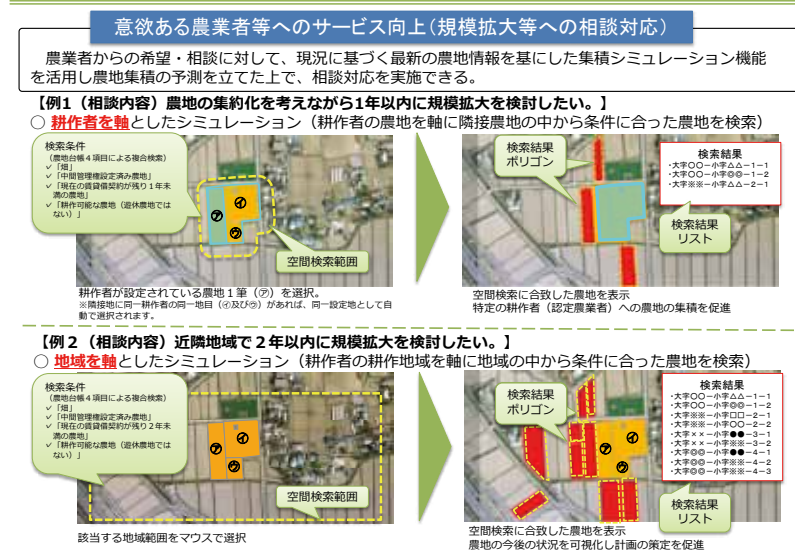 意欲ある農業者等へのサービス向上（規模拡大等への相談対応）
農業者からの希望・相談に対して、現況に基づく最新の農地情報を基にした集積シミュレーション機能
を活用し農地集積の予測を立てた上で、相談対応を実施できる。
【例１（相談内容）農地の集約化を考えながら1年以内に規模拡大を検討したい。】
○ 耕作者を軸としたシミュレーション（耕作者の農地を軸に隣接農地の中から条件に合った農地を検索）
検索条件
（農地台帳４項目による複合検索）
✓「畑」
✓「中間管理権設定済み農地」
✓「現在の賃貸借契約が残り１年未
満の農地」
✓「耕作可能な農地（遊休農地では
ない）」
㋐
㋑
㋒
空間検索範囲
耕作者が設定されている農地１筆（㋐）を選択。
※隣接地に同一耕作者の同一地目（㋑及び㋒）があれば、同一設定地として自
動で選択されます。
検索結果
ポリゴン
検索結果
・大字〇〇－小字△△－１－１
・大字〇〇－小字◎◎－１－２
・大字※※－小字△△－２－１
検索結果
リスト
空間検索に合致した農地を表示
特定の耕作者（認定農業者）への農地の集積を促進
【例２（相談内容）近隣地域で２年以内に規模拡大を検討したい。】
○ 地域を軸としたシミュレーション（耕作者の耕作地域を軸に地域の中から条件に合った農地を検索）
検索条件
（農地台帳４項目による複合検索）
✓「畑」
✓「中間管理権設定済み農地」
✓「現在の賃貸借契約が残り２年未
満の農地」
✓「耕作可能な農地（遊休農地では
ない）」
㋐
㋑
㋒
空間検索範囲
該当する地域範囲をマウスで選択
検索結果
ポリゴン
㋐
㋑
㋒
検索結果
・大字〇〇－小字△△－１－１
・大字〇〇－小字◎◎－１－２
・大字※※－小字□□－２－１
・大字※※－小字〇〇－２－２
・大字××－小字●●－３－１
・大字××－小字※※－３－２
・大字◎◎－小字●●－４－１
・大字◎◎－小字※※－４－２
・大字◎◎－小字※※－４－３
検索結果
リスト
空間検索に合致した農地を表示
農地の今後の状況を可視化し計画の策定を促進